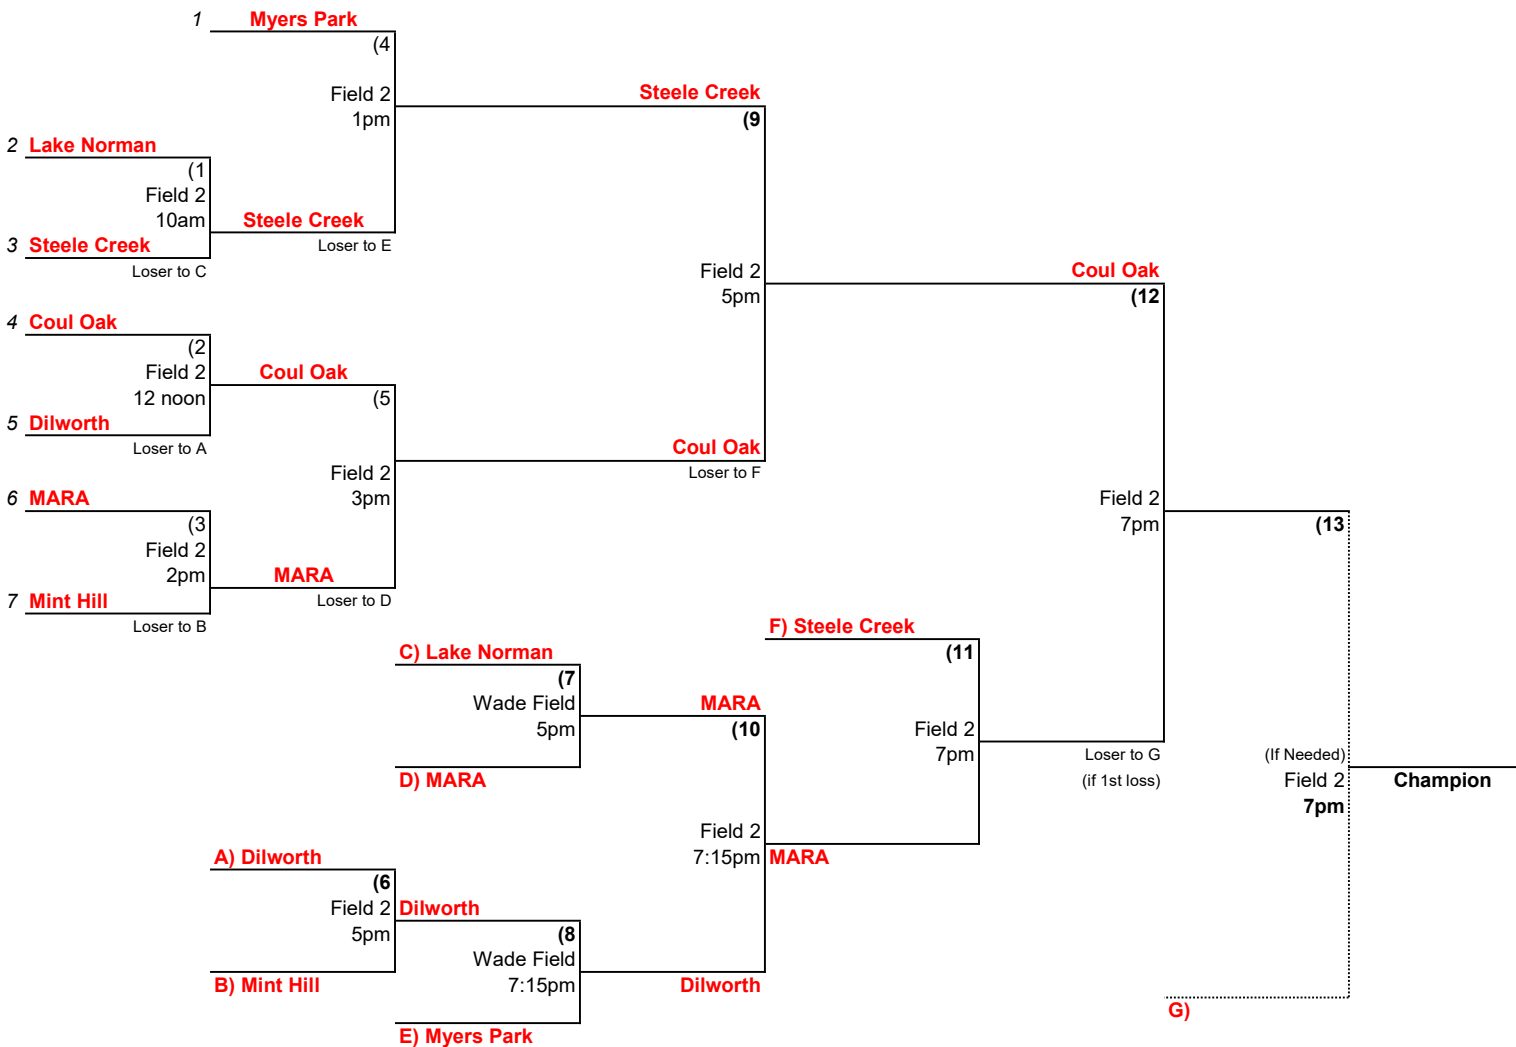 1 Myers Park
(4
Field 2
1pm
Steele Creek
(9
2 Lake Norman
(1
Field 2
10am
Steele Creek
3 Steele Creek
Loser to E
Loser to C
Field 2
5pm
Coul Oak
(12
4 Coul Oak
(2
Field 2
12 noon
Coul Oak
(5
5 Dilworth
Loser to A
Coul Oak
Loser to F
Field 2
3pm
6 MARA
(3
Field 2
2pm
MARA
Loser to D
7 Mint Hill
Loser to B
Field 2
7pm
(13
F) Steele Creek
(11
C) Lake Norman
(7
Wade Field
5pm
MARA
(10
D) MARA
Field 2
7pm
Loser to G
(if 1st loss)
(If Needed)
Field 2
7pm
Champion
Field 2
7:15pm
MARA
A) Dilworth
(6
Field 2
5pm
Dilworth
(8
Wade Field
7:15pm
B) Mint Hill
Dilworth
E) Myers Park
G)